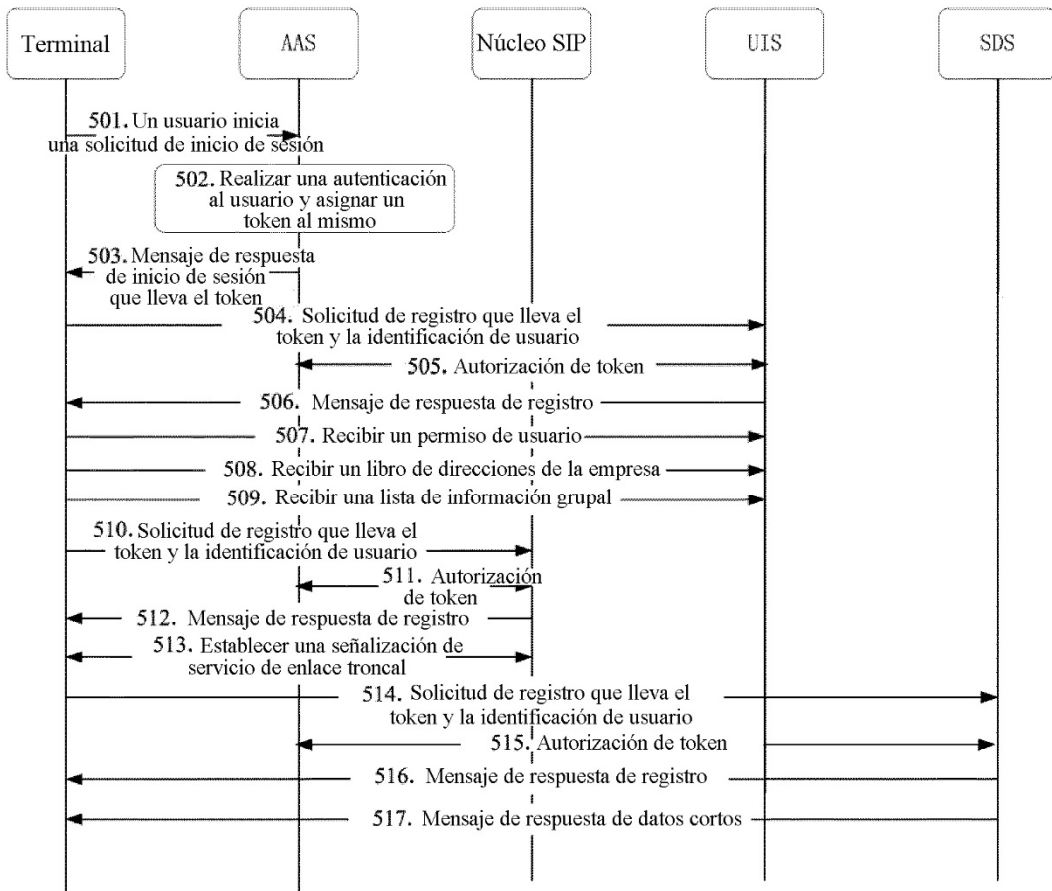 Terminal
AAS
Núcleo SIP
UIS
SDS
501. Un usuario inicia
una solicitud de inicio de sesión
502. Realizar una autenticación
al usuario y asignar un
token al mismo
503. Mensaje de respuesta
de inicio de sesión
que lleva el token
504. Solicitud de registro que lleva el
token y la identificación de usuario
505. Autorización de token
506. Mensaje de respuesta de registro
507. Recibir un permiso de usuario
508. Recibir un libro de direcciones de la empresa
509. Recibir una lista de información grupal
510. Solicitud de registro que lleva el
token y la identificación de usuario
511. Autorización
de token
512. Mensaje de respuesta de registro
513. Establecer una señalización de
servicio de enlace troncal
514. Solicitud de registro que lleva el
token y la identificación de usuario
515. Autorización de token
516. Mensaje de respuesta de registro
517. Mensaje de respuesta de datos cortos